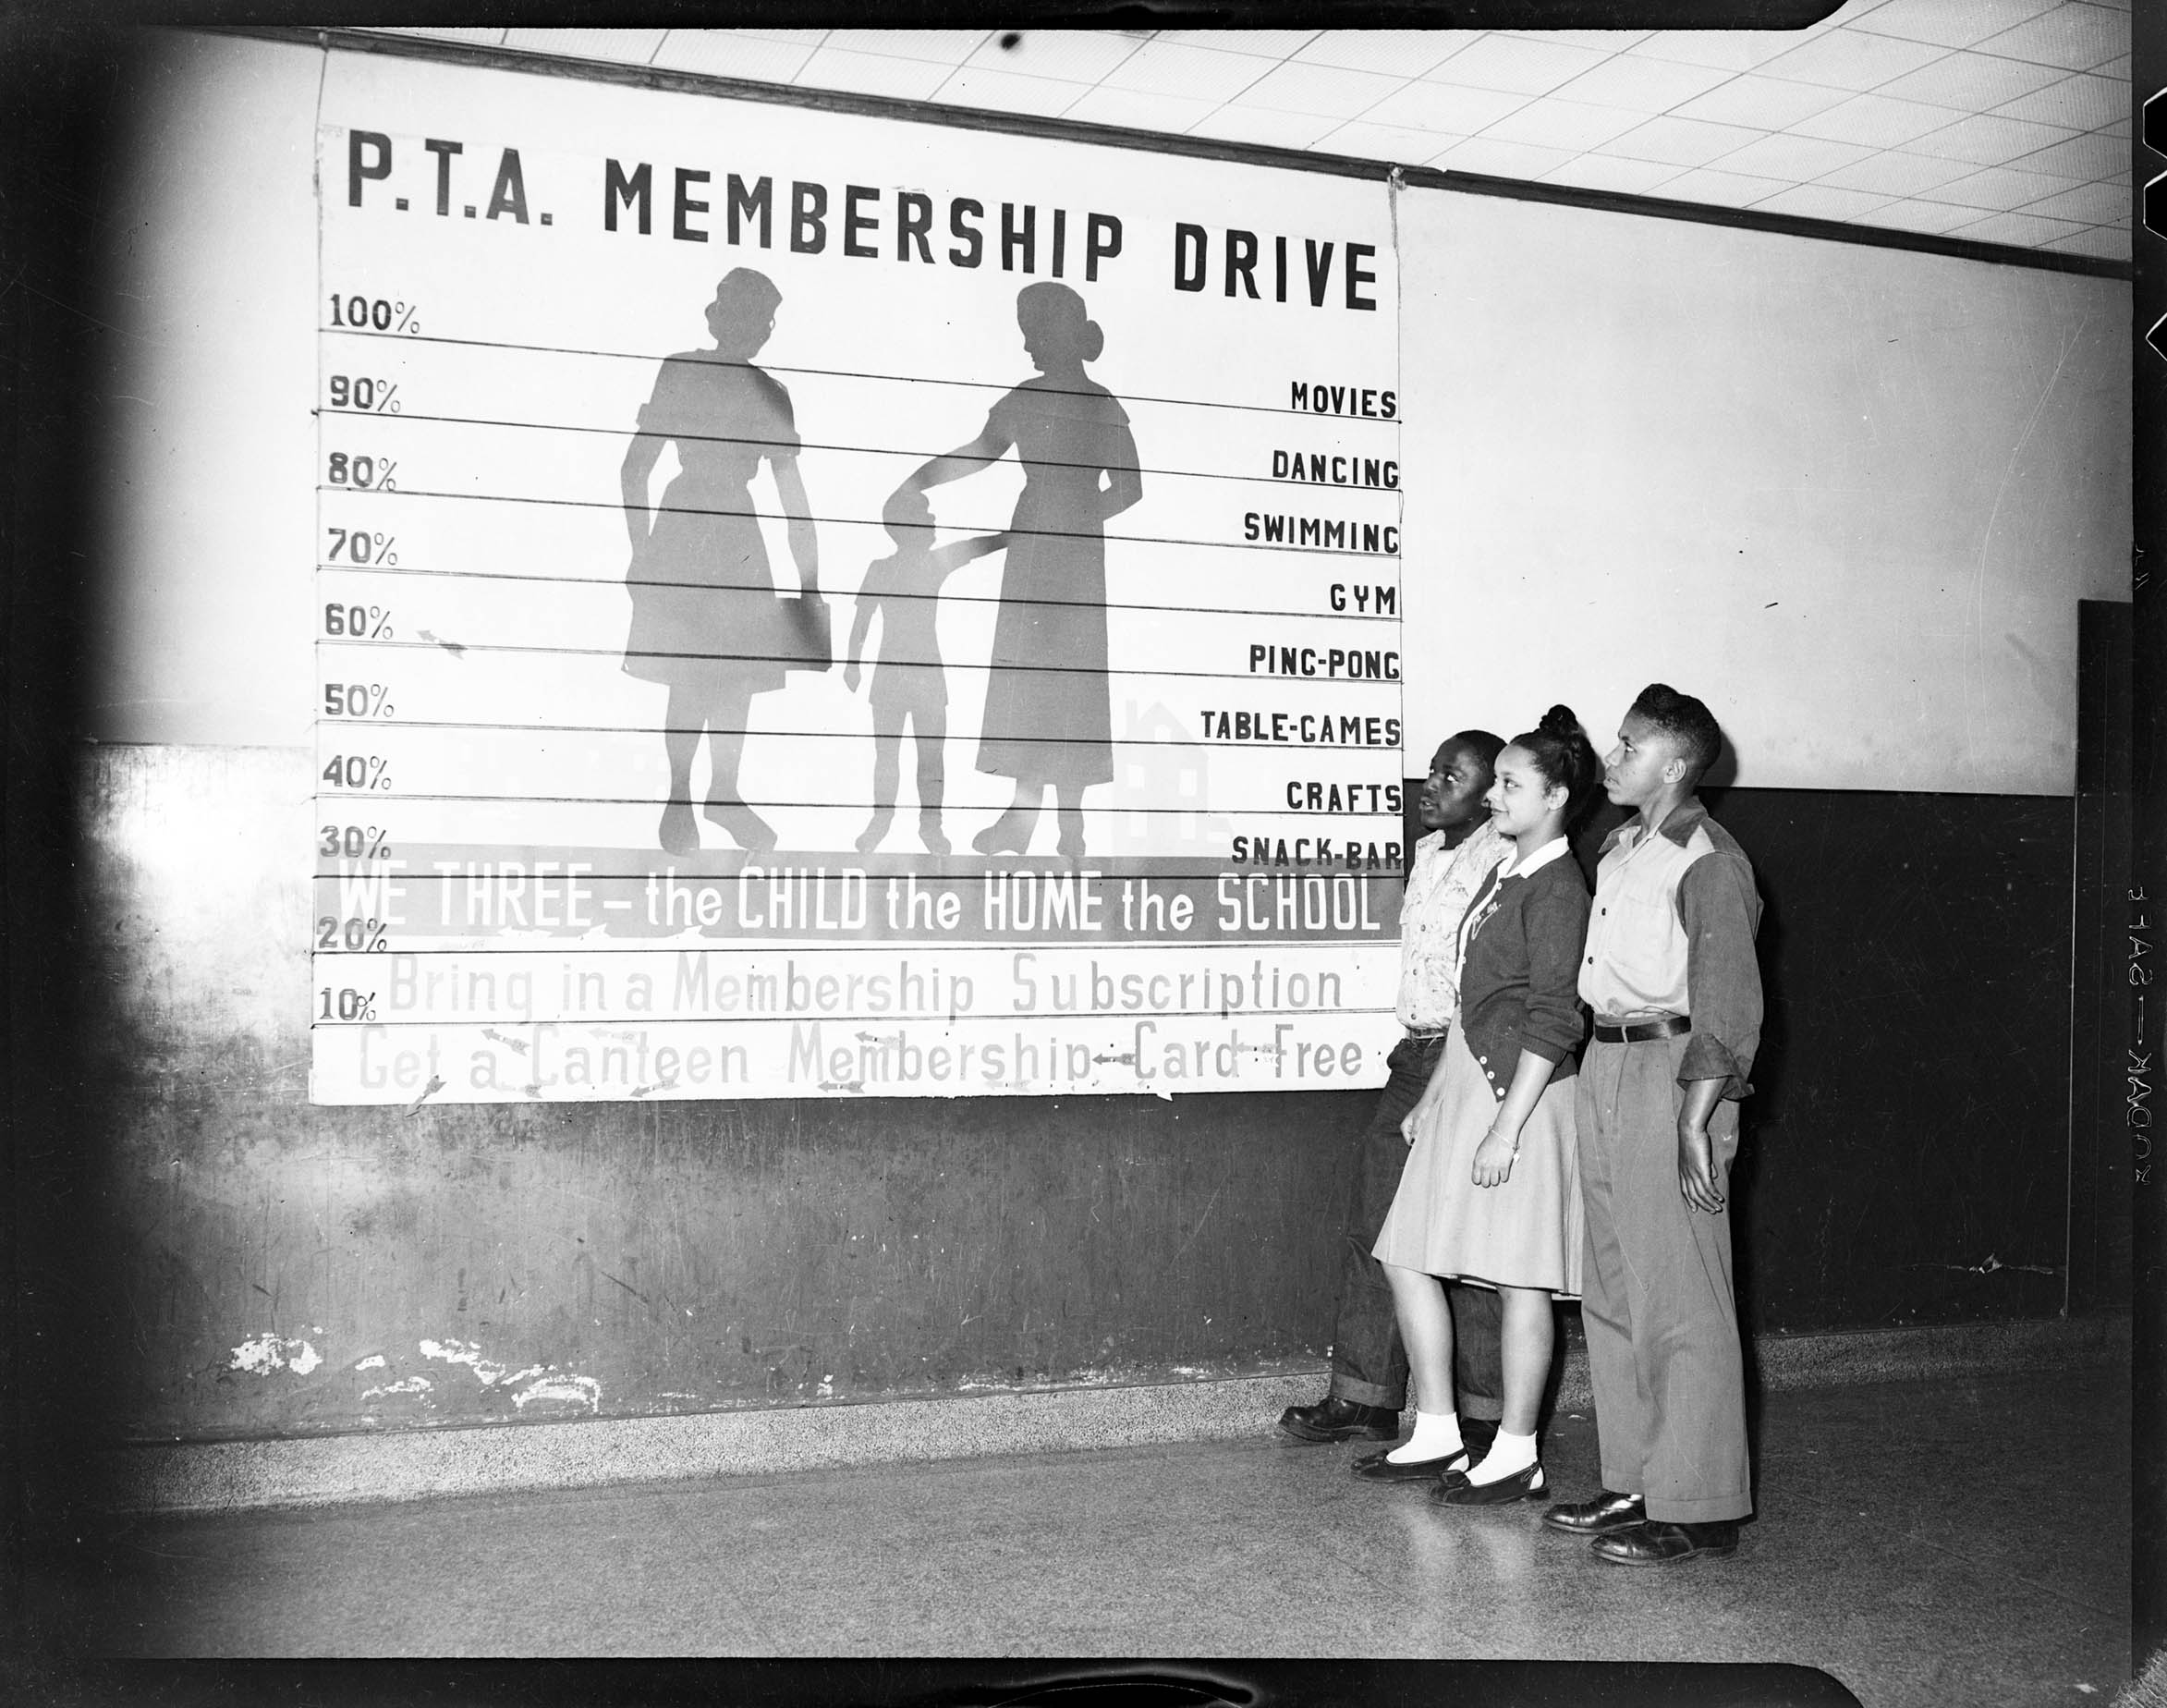 P.T.A. MEMBERSHIP DRIVE
100%
90%
MOVIES
80%
DANCING
70%
SWIMMING
60%
GYM
50%
PING-PONG
40%
TABLE-GAMES
30%
CRAFTS
SNACK-BAR
WE THREE - the CHILD the HOME the SCHOOL
20%
Bring in a Membership Subscription
10%
Get a Canteen Membership Card Free